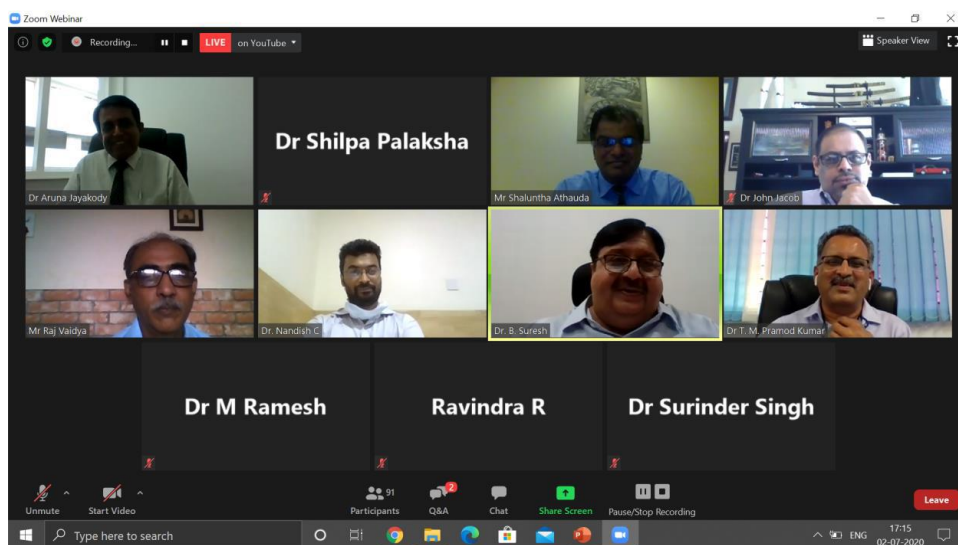 Zoom Webinar
Recording...
LIVE on YouTube
Speaker View
Dr Aruna Jayakody
Dr Shilpa Palaksha
Mr Shaluntha Athauda
Dr John Jacob
Mr Raj Vaidya
Dr. Nandish C
Dr. B. Suresh
Dr T. M. Pramod Kumar
Dr M Ramesh
Ravindra R
Dr Surinder Singh
Unmute
Start Video
91
Participants
2
Q&A
Chat
Share Screen
Pause/Stop Recording
Leave
Type here to search
ENG
17:15
02-07-2020